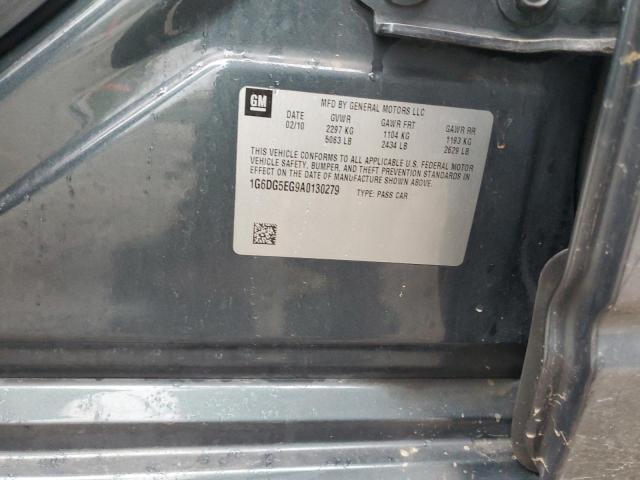 GM
MFD BY GENERAL MOTORS LLC
DATE GVWR GAWR FRT GAWR RR
02/10 2297 KG 1104 KG 1193 KG
5063 LB 2434 LB 2629 LB
THIS VEHICLE CONFORMS TO ALL APPLICABLE U.S. FEDERAL MOTOR
VEHICLE SAFETY, BUMPER, AND THEFT PREVENTION STANDARDS IN
EFFECT ON THE DATE OF MANUFACTURE SHOWN ABOVE.
1G6DG5EG9A0130279 TYPE: PASS CAR